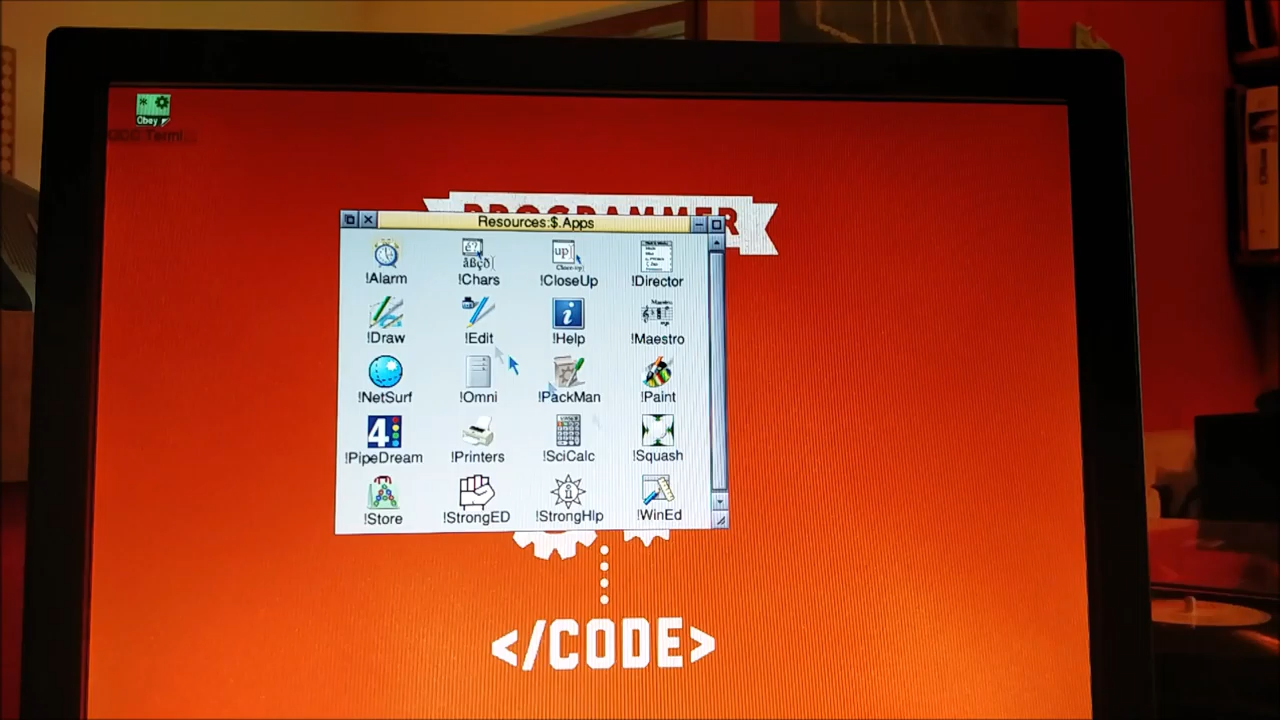 Obey
PROGRAMMER
Resources:$.Apps
!Alarm !Chars !CloseUp !Director
!Draw !Edit !Help !Maestro
!NetSurf !Omni !PackMan !Paint
!PipeDream !Printers !SciCalc !Squash
!Store !StrongED !StrongHlp !WinEd
</CODE>